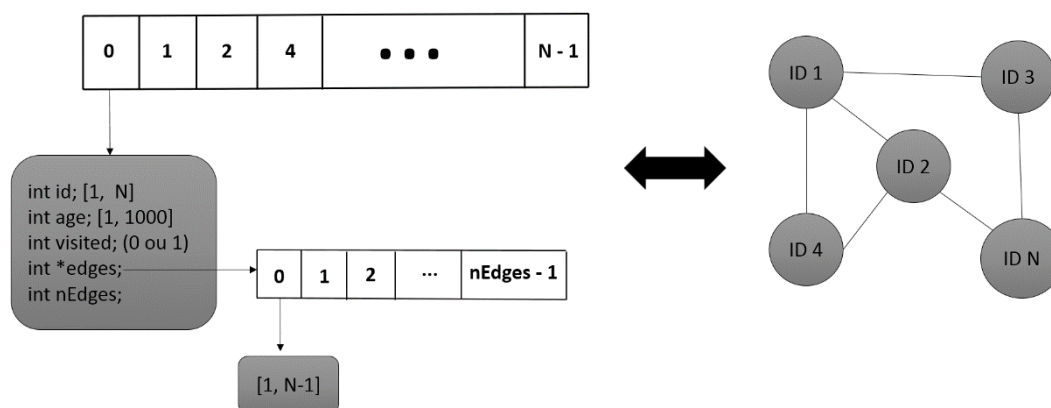 0 1 2 4 ... N - 1
int id; [1, N]
int age; [1, 1000]
int visited; (0 ou 1)
int *edges;
int nEdges;
0 1 2 ... nEdges - 1
[1, N-1]
ID 1
ID 3
ID 2
ID 4
ID N